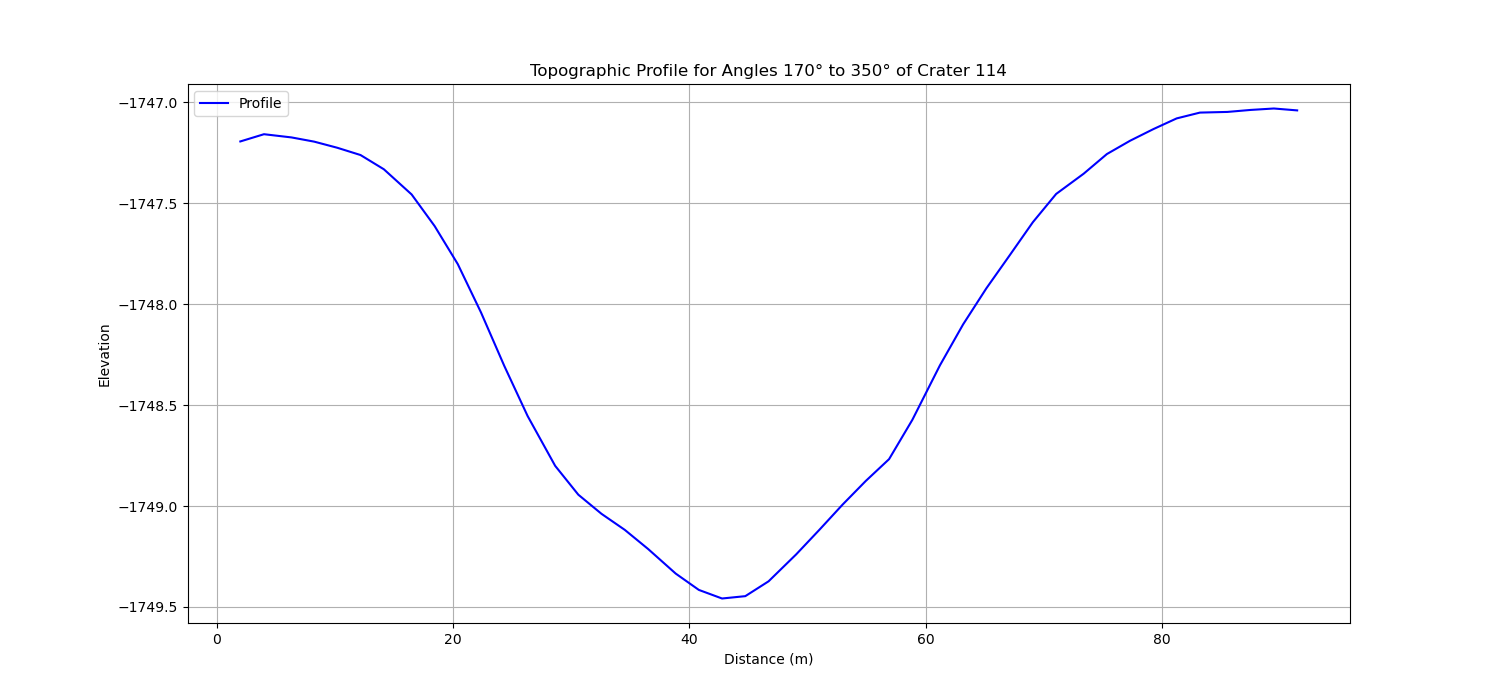 Topographic Profile for Angles 170° to 350° of Crater 114
Profile
−1747.0
−1747.5
−1748.0
−1748.5
−1749.0
−1749.5
Elevation
0 20 40 60 80
Distance (m)